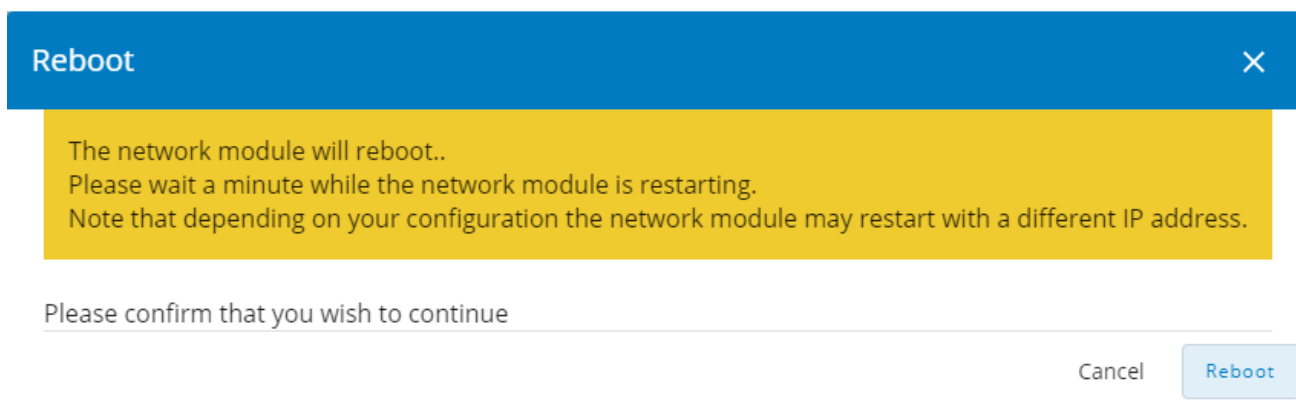 Reboot
The network module will reboot..
Please wait a minute while the network module is restarting.
Note that depending on your configuration the network module may restart with a different IP address.
Please confirm that you wish to continue
Cancel Reboot